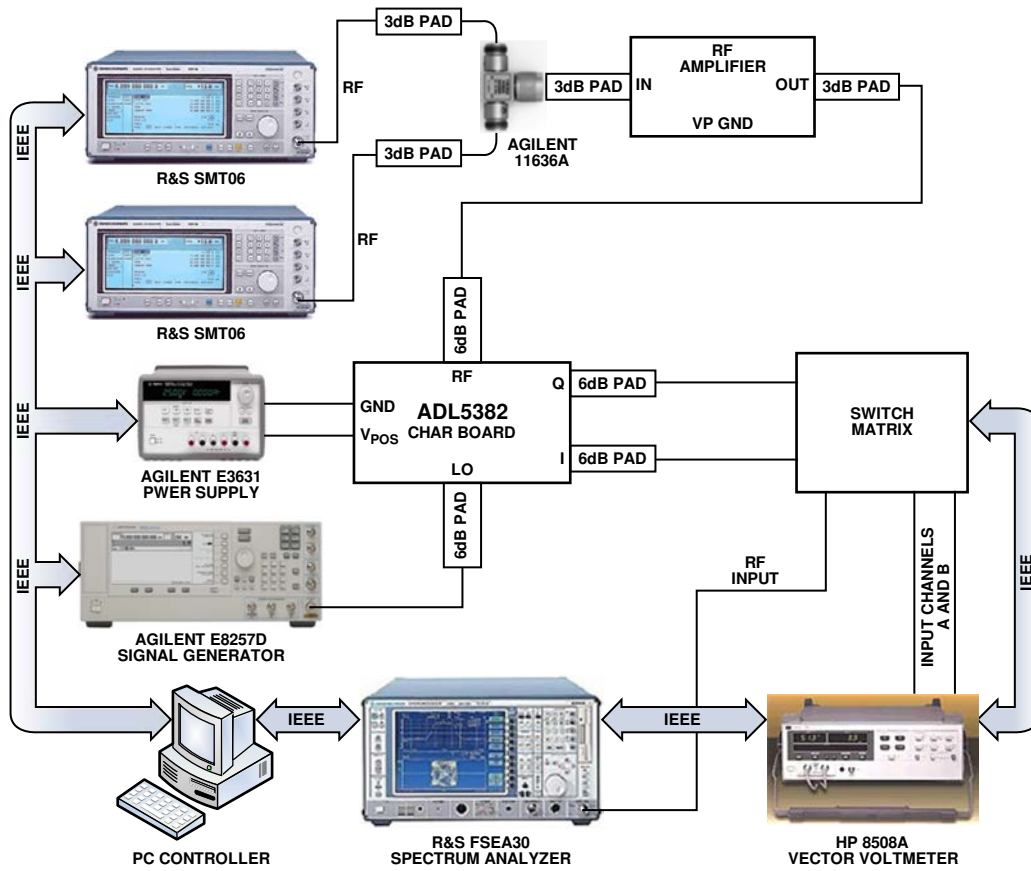 3dB PAD
3dB PAD
RF
RF
IEEE
R&S SMT06
AGILENT
11636A
3dB PAD
IN
RF
AMPLIFIER
OUT
VP GND
3dB PAD
IEEE
R&S SMT06
6dB PAD
RF
GND
ADL5382
CHAR BOARD
VPOS
LO
Q
I
6dB PAD
6dB PAD
SWITCH
MATRIX
IEEE
AGILENT E3631
PWER SUPPLY
6dB PAD
IEEE
AGILENT E8257D
SIGNAL GENERATOR
RF
INPUT
INPUT CHANNELS
A AND B
IEEE
IEEE
IEEE
PC CONTROLLER
R&S FSEA30
SPECTRUM ANALYZER
HP 8508A
VECTOR VOLTMETER